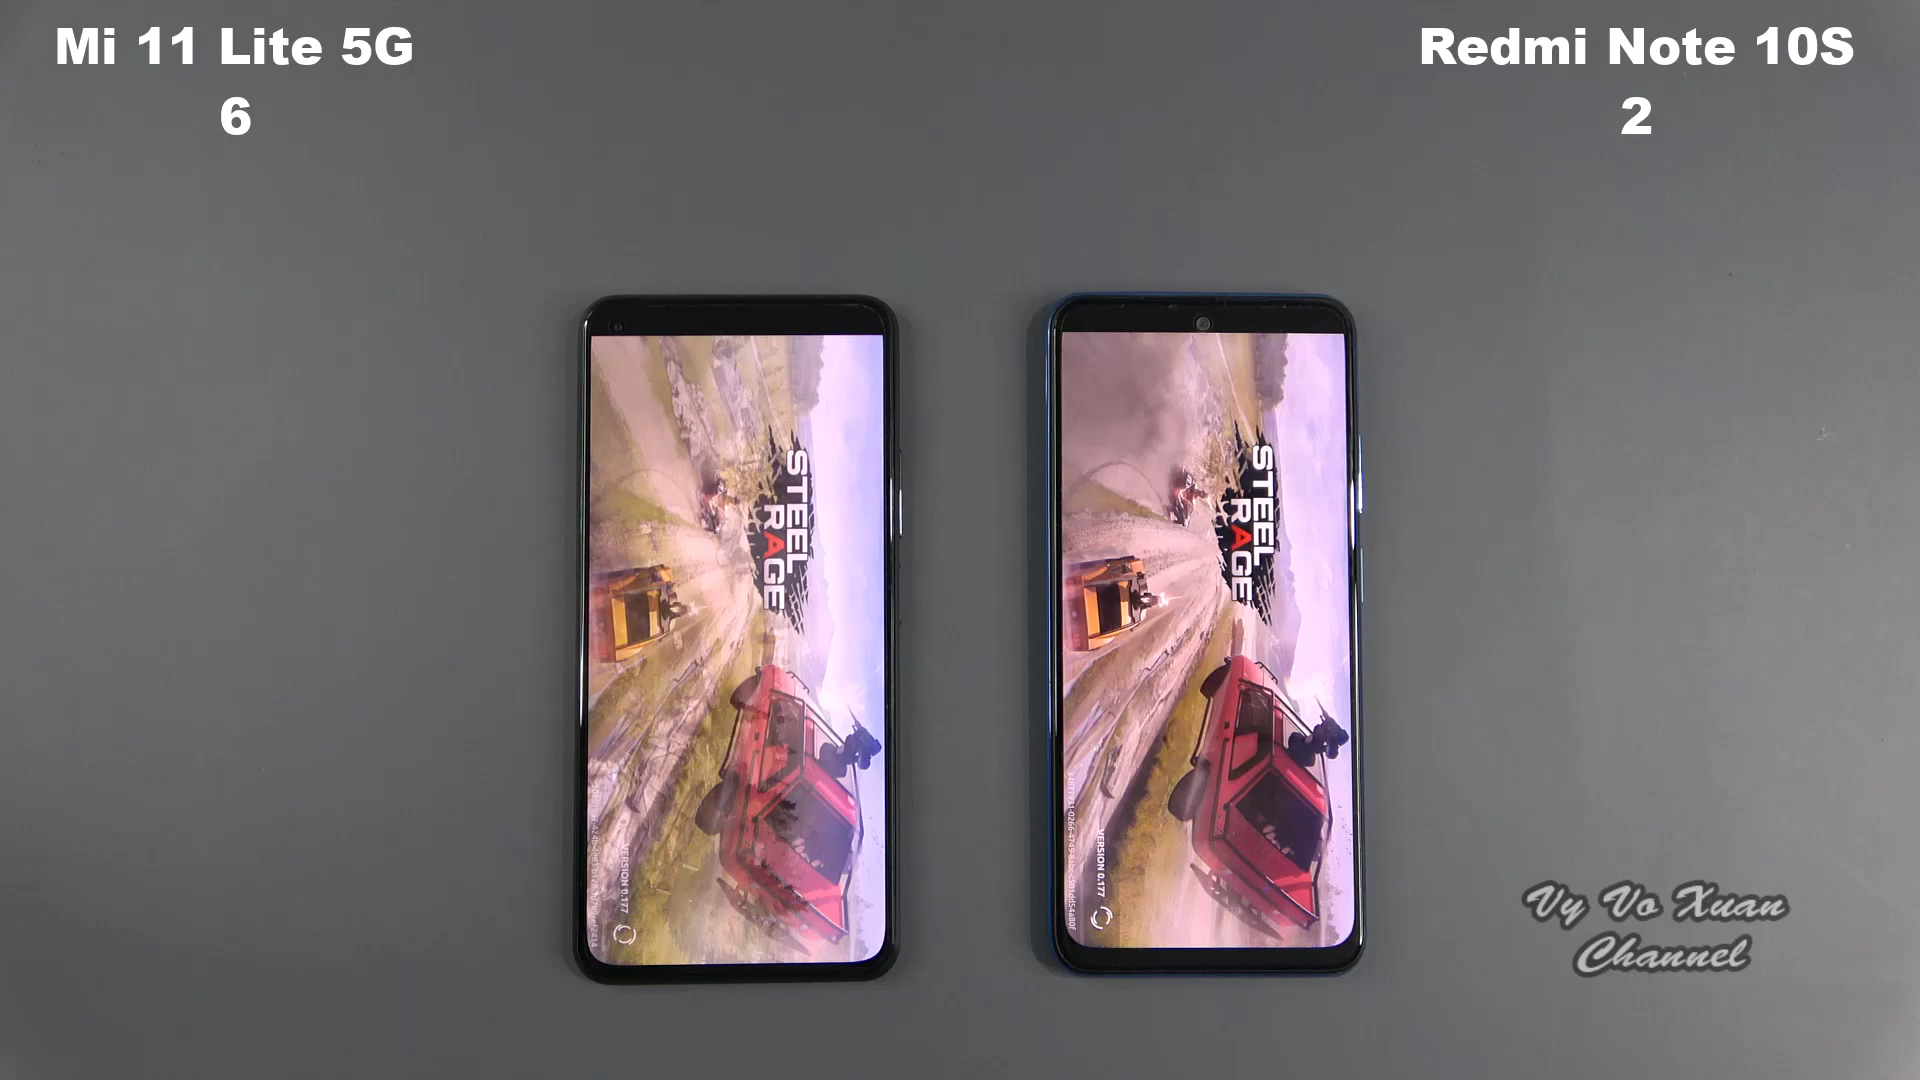 Mi 11 Lite 5G
6
Redmi Note 10S
2
STEEL
RAGE
VERSION 0.177
STEEL
RAGE
VERSION 0.177
Vy Vo Xuan
Channel